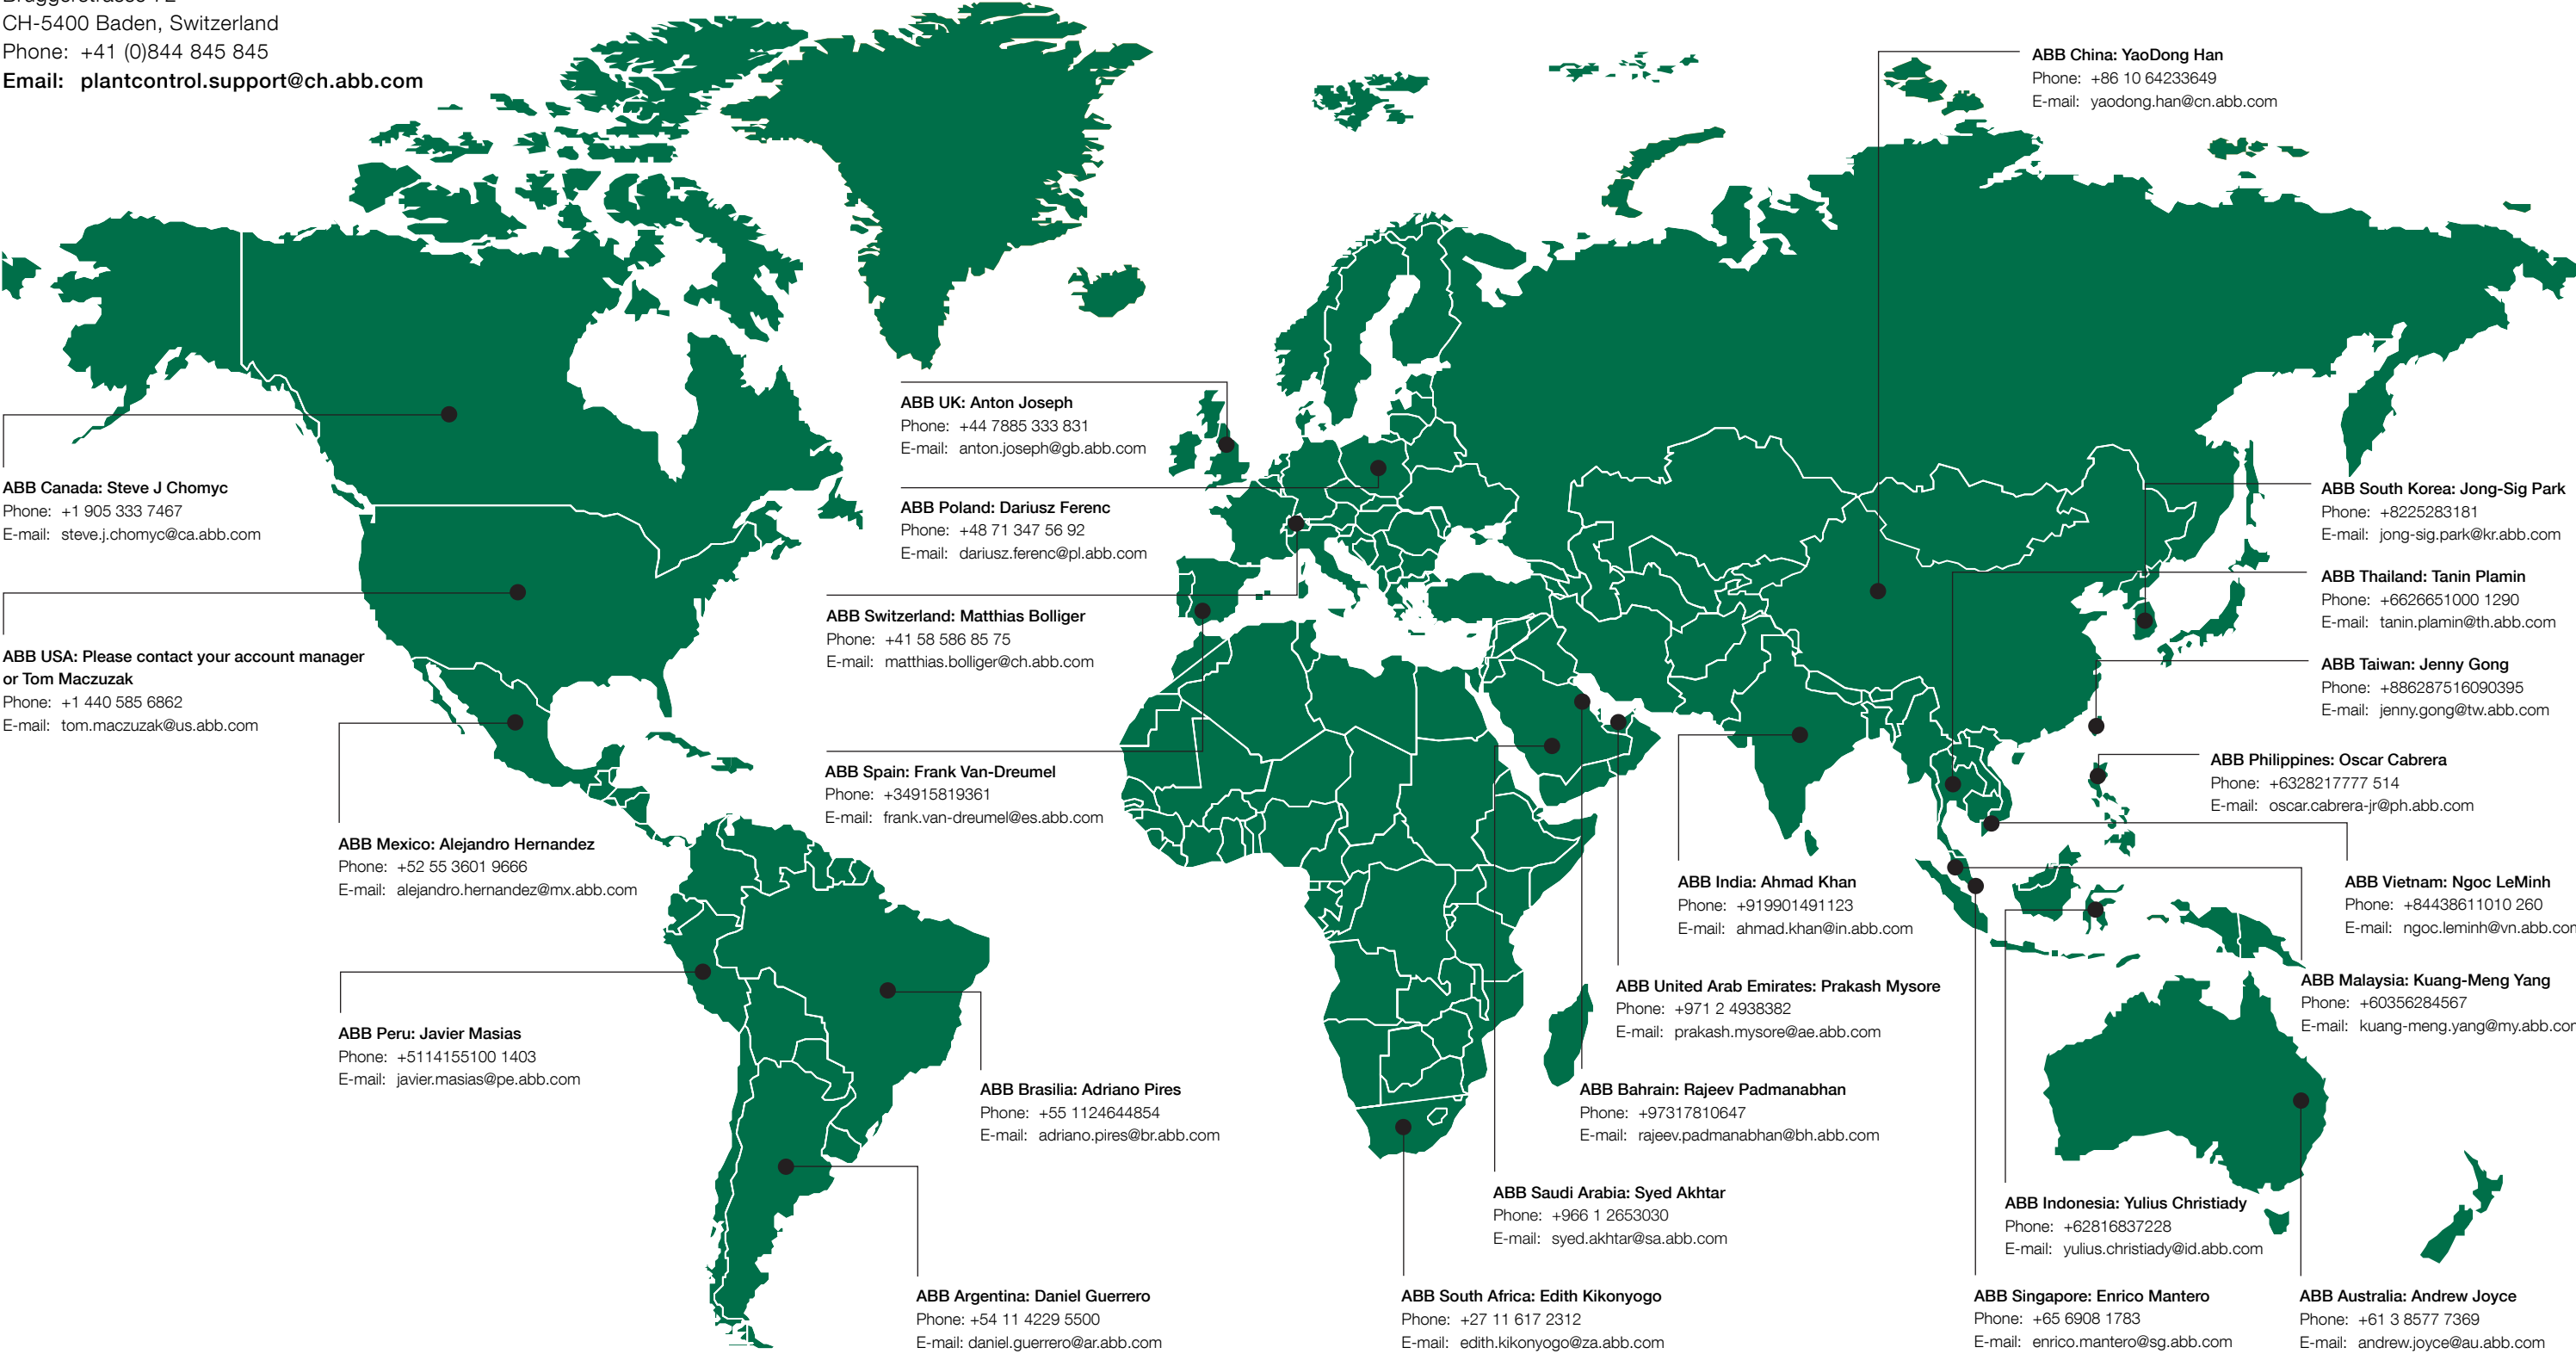 CH-5400 Baden, Switzerland
Phone: +41 (0)844 845 845
Email: plantcontrol.support@ch.abb.com
ABB China: YaoDong Han
Phone: +86 10 64233649
E-mail: yaodong.han@cn.abb.com
ABB UK: Anton Joseph
Phone: +44 7885 333 831
E-mail: anton.joseph@gb.abb.com
ABB Canada: Steve J Chomyc
Phone: +1 905 333 7467
E-mail: steve.j.chomyc@ca.abb.com
ABB Poland: Dariusz Ferenc
Phone: +48 71 347 56 92
E-mail: dariusz.ferenc@pl.abb.com
ABB South Korea: Jong-Sig Park
Phone: +8225283181
E-mail: jong-sig.park@kr.abb.com
ABB Thailand: Tanin Plamin
Phone: +6626651000 1290
E-mail: tanin.plamin@th.abb.com
ABB Switzerland: Matthias Bolliger
Phone: +41 58 586 85 75
E-mail: matthias.bolliger@ch.abb.com
ABB USA: Please contact your account manager
or Tom Maczuzak
Phone: +1 440 585 6862
E-mail: tom.maczuzak@us.abb.com
ABB Taiwan: Jenny Gong
Phone: +886287516090395
E-mail: jenny.gong@tw.abb.com
ABB Philippines: Oscar Cabrera
Phone: +6328217777 514
E-mail: oscar.cabrera-jr@ph.abb.com
ABB Spain: Frank Van-Dreumel
Phone: +34915819361
E-mail: frank.van-dreumel@es.abb.com
ABB Mexico: Alejandro Hernandez
Phone: +52 55 3601 9666
E-mail: alejandro.hernandez@mx.abb.com
ABB India: Ahmad Khan
Phone: +919901491123
E-mail: ahmad.khan@in.abb.com
ABB Vietnam: Ngoc LeMinh
Phone: +84438611010 260
E-mail: ngoc.leminh@vn.abb.com
ABB United Arab Emirates: Prakash Mysore
Phone: +971 2 4938382
E-mail: prakash.mysore@ae.abb.com
ABB Malaysia: Kuang-Meng Yang
Phone: +60356284567
E-mail: kuang-meng.yang@my.abb.com
ABB Peru: Javier Masias
Phone: +5114155100 1403
E-mail: javier.masias@pe.abb.com
ABB Brasilia: Adriano Pires
Phone: +55 1124644854
E-mail: adriano.pires@br.abb.com
ABB Bahrain: Rajeev Padmanabhan
Phone: +97317810647
E-mail: rajeev.padmanabhan@bh.abb.com
ABB Saudi Arabia: Syed Akhtar
Phone: +966 1 2653030
E-mail: syed.akhtar@sa.abb.com
ABB Indonesia: Yulius Christiady
Phone: +62816837228
E-mail: yulius.christiady@id.abb.com
ABB Argentina: Daniel Guerrero
Phone: +54 11 4229 5500
E-mail: daniel.guerrero@ar.abb.com
ABB South Africa: Edith Kikonyogo
Phone: +27 11 617 2312
E-mail: edith.kikonyogo@za.abb.com
ABB Singapore: Enrico Mantero
Phone: +65 6908 1783
E-mail: enrico.mantero@sg.abb.com
ABB Australia: Andrew Joyce
Phone: +61 3 8577 7369
E-mail: andrew.joyce@au.abb.com